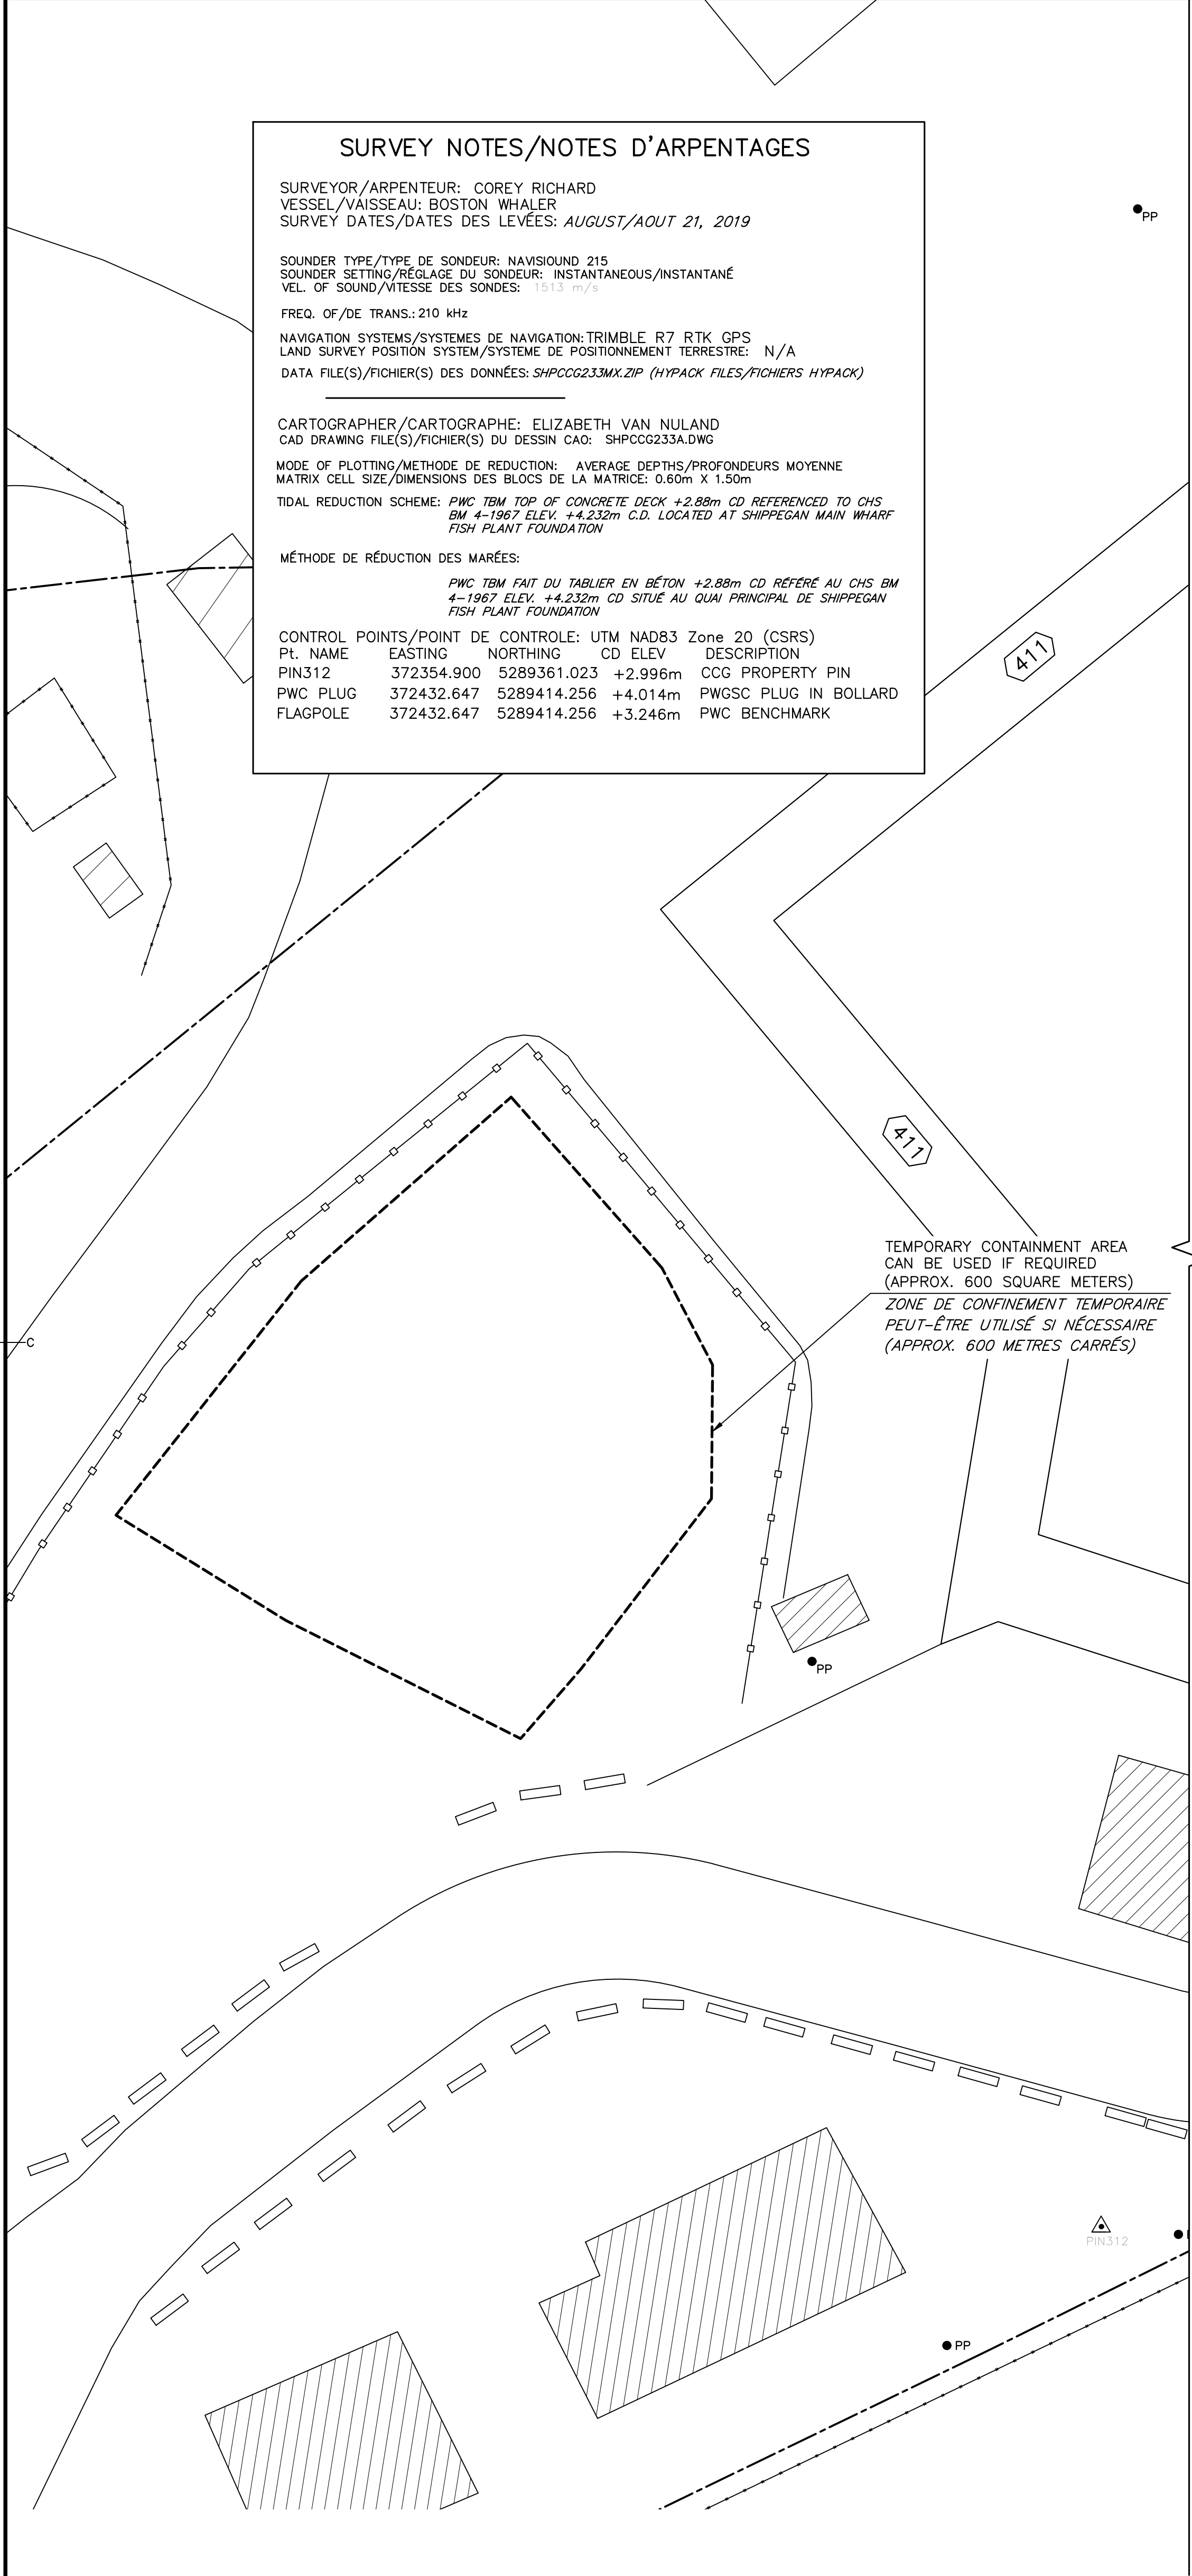 SURVEY NOTES/NOTES D'ARPENTAGES
SURVEYOR/ARPENTEUR: COREY RICHARD
VESSEL/VAISSEAU: BOSTON WHALER
SURVEY DATES/DATES DES LEVÉES: AUGUST/AOUT 21, 2019
SOUNDER TYPE/TYPE DE SONDEUR: NAVISIOUND 215
SOUNDER SETTING/RÉGLAGE DU SONDEUR: INSTANTANEOUS/INSTANTANÉ
VEL. OF SOUND/VITESSE DES SONDES: 1513 m/s
FREQ. OF/DE TRANS.: 210 kHz
NAVIGATION SYSTEMS/SYSTEMES DE NAVIGATION: TRIMBLE R7 RTK GPS
LAND SURVEY POSITION SYSTEM/SYSTEME DE POSITIONNEMENT TERRESTRE: N/A
DATA FILE(S)/FICHIER(S) DES DONNÉES: SHPCCG233MX.ZIP (HYPACK FILES/FICHIERS HYPACK)
CARTOGRAPHER/CARTOGRAPHE: ELIZABETH VAN NULAND
CAD DRAWING FILE(S)/FICHIER(S) DU DESSIN CAO: SHPCCG233A.DWG
MODE OF PLOTTING/METHODE DE REDUCTION: AVERAGE DEPTHS/PROFONDEURS MOYENNE
MATRIX CELL SIZE/DIMENSIONS DES BLOCS DE LA MATRICE: 0.60m X 1.50m
TIDAL REDUCTION SCHEME: PWC TBM TOP OF CONCRETE DECK +2.88m CD REFERENCED TO CHS
BM 4-1967 ELEV. +4.232m C.D. LOCATED AT SHIPPEGAN MAIN WHARF
FISH PLANT FOUNDATION
MÉTHODE DE RÉDUCTION DES MARÉES:
PWC TBM FAIT DU TABLIER EN BÉTON +2.88m CD RÉFÉRÉ AU CHS BM
4-1967 ELEV. +4.232m CD SITUÉ AU QUAI PRINCIPAL DE SHIPPEGAN
FISH PLANT FOUNDATION
CONTROL POINTS/POINT DE CONTROLE: UTM NAD83 Zone 20 (CSRS)
Pt. NAME EASTING NORTHING CD ELEV DESCRIPTION
PIN312 372354.900 5289361.023 +2.996m CCG PROPERTY PIN
PWC PLUG 372432.647 5289414.256 +4.014m PWGSC PLUG IN BOLLARD
FLAGPOLE 372432.647 5289414.256 +3.246m PWC BENCHMARK
PP
411
411
TEMPORARY CONTAINMENT AREA
CAN BE USED IF REQUIRED
(APPROX. 600 SQUARE METERS)
ZONE DE CONFINEMENT TEMPORAIRE
PEUT-ÊTRE UTILISÉ SI NÉCESSAIRE
(APPROX. 600 METRES CARRÉS)
C
PP
PIN312
PP